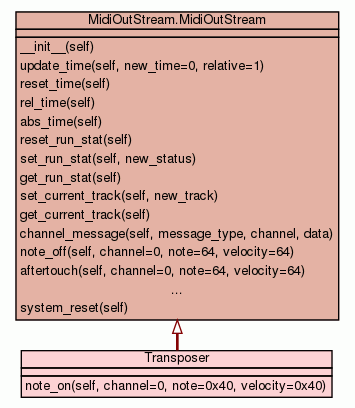 MidiOutStream.MidiOutStream
__init__(self)
update_time(self, new_time=0, relative=1)
reset_time(self)
rel_time(self)
abs_time(self)
reset_run_stat(self)
set_run_stat(self, new_status)
get_run_stat(self)
set_current_track(self, new_track)
get_current_track(self)
channel_message(self, message_type, channel, data)
note_off(self, channel=0, note=64, velocity=64)
aftertouch(self, channel=0, note=64, velocity=64)
...
system_reset(self)
Transposer
note_on(self, channel=0, note=0x40, velocity=0x40)